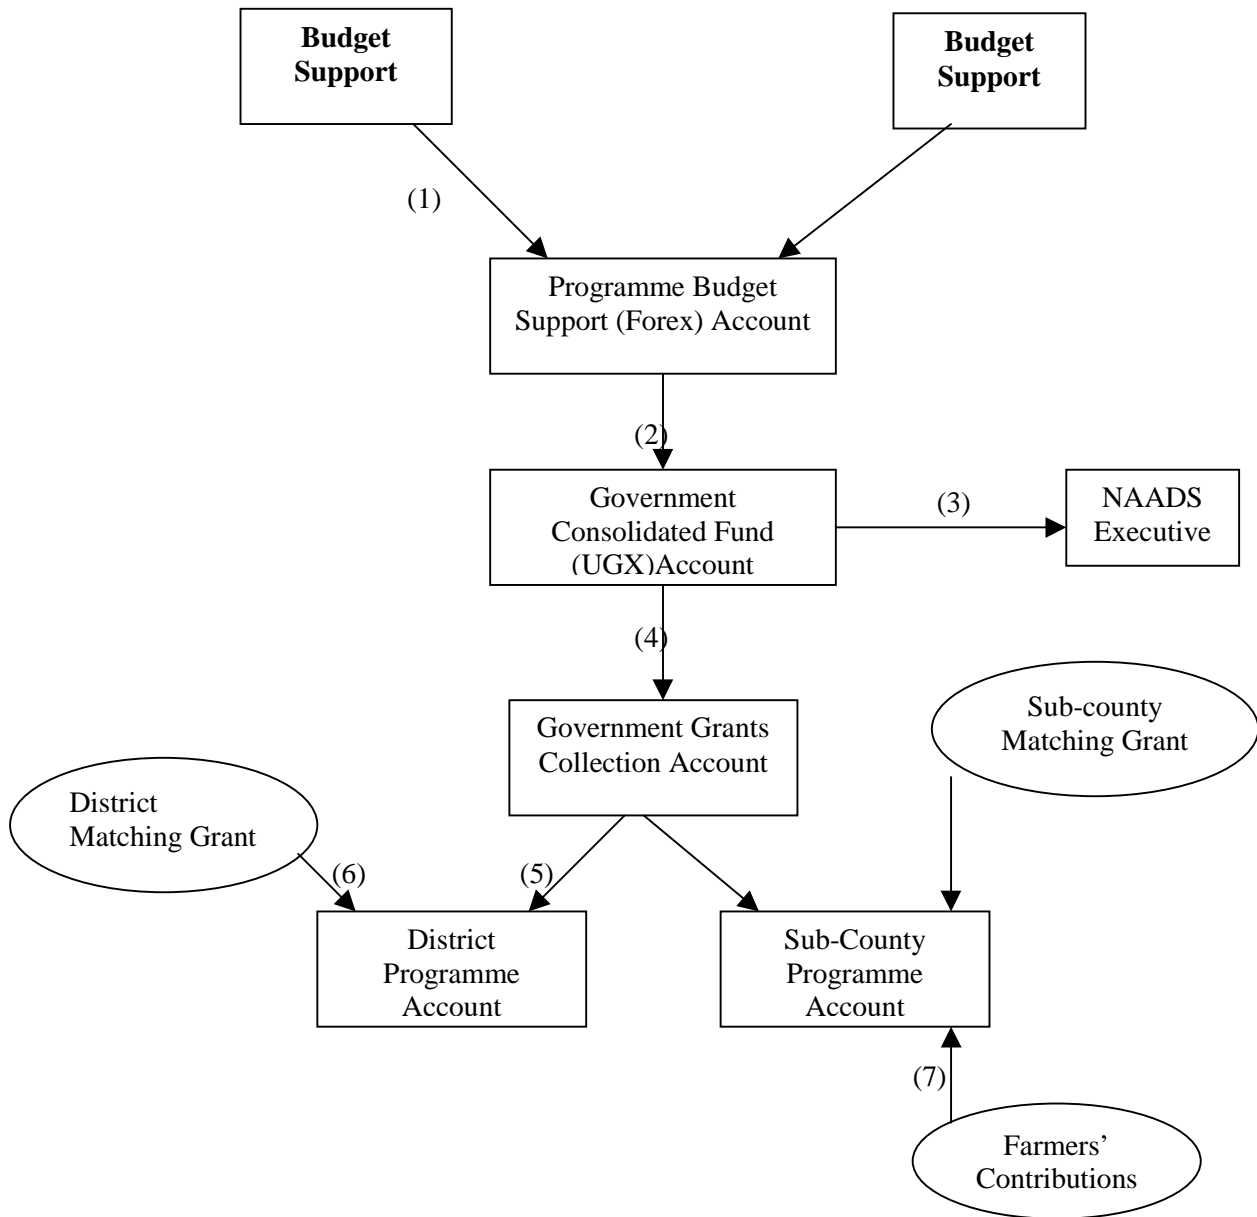 Budget
Support
Budget
Support
(1)
Programme Budget
Support (Forex) Account
(2)
Government
Consolidated Fund
(UGX)Account
(3)
NAADS
Executive
(4)
Government Grants
Collection Account
Sub-county
Matching Grant
District
Matching Grant
(6)
(5)
District
Programme
Account
Sub-County
Programme
Account
(7)
Farmers’
Contributions